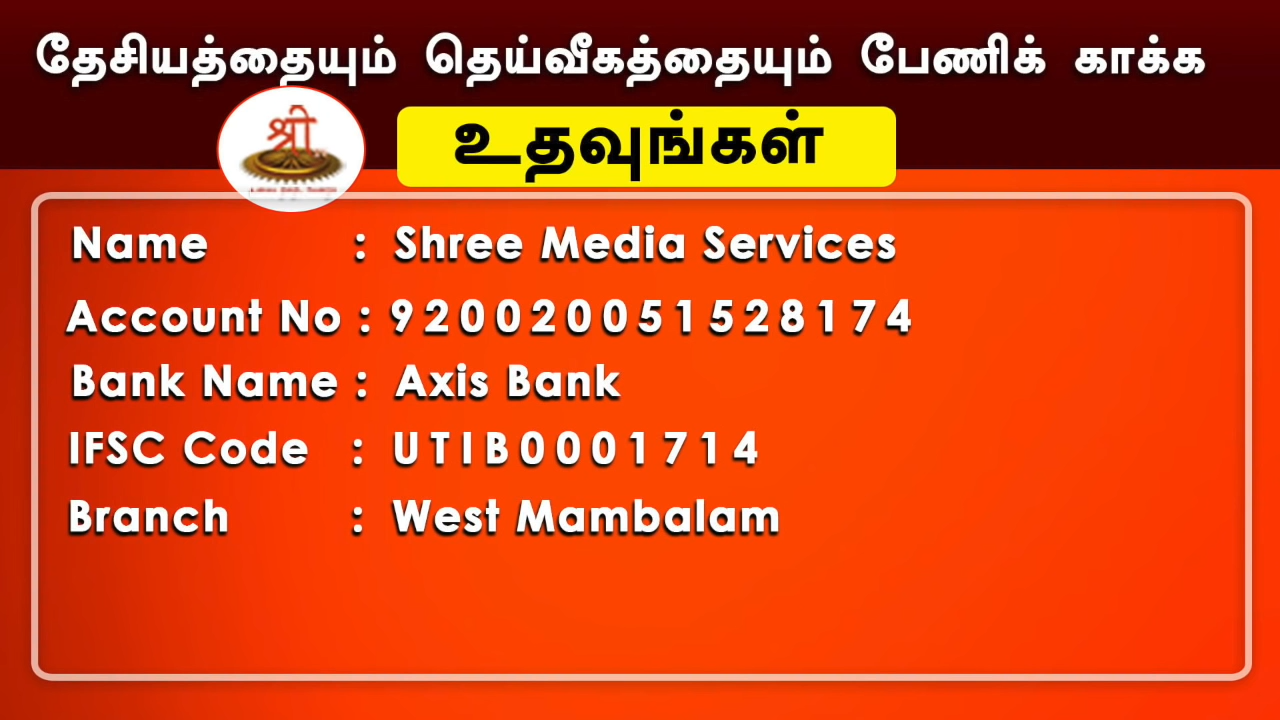 தேசியத்தையும் தெய்வீகத்தையும் பேணிக் காக்க
உதவுங்கள்
श्री
Name : Shree Media Services
Account No : 920020051528174
Bank Name : Axis Bank
IFSC Code : UTIB0001714
Branch : West Mambalam